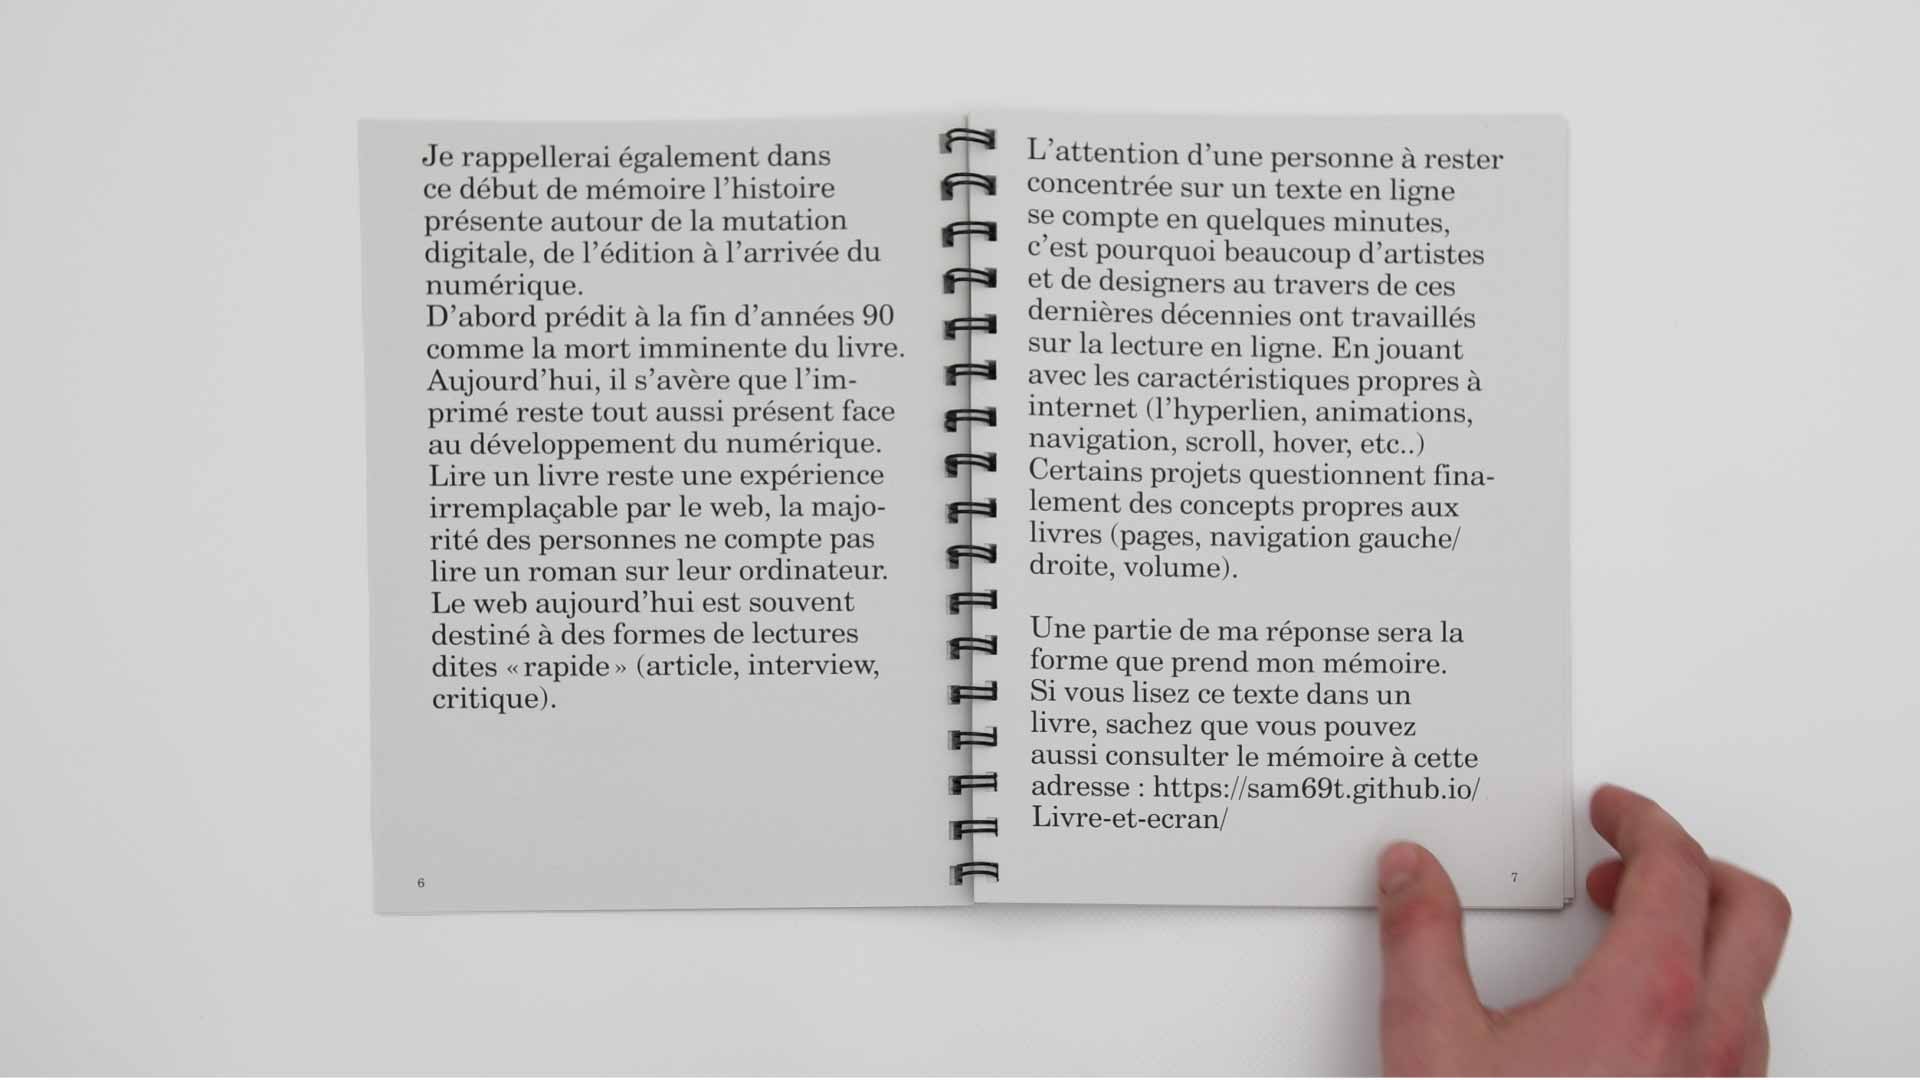 Je rappellerai également dans
ce début de mémoire l’histoire
présente autour de la mutation
digitale, de l’édition à l’arrivée du
numérique.
D’abord prédit à la fin d’années 90
comme la mort imminente du livre.
Aujourd’hui, il s’avère que l’im-
primé reste tout aussi présent face
au développement du numérique.
Lire un livre reste une expérience
irremplaçable par le web, la majo-
rité des personnes ne compte pas
lire un roman sur leur ordinateur.
Le web aujourd’hui est souvent
destiné à des formes de lectures
dites « rapide » (article, interview,
critique).
6
L’attention d’une personne à rester
concentrée sur un texte en ligne
se compte en quelques minutes,
c’est pourquoi beaucoup d’artistes
et de designers au travers de ces
dernières décennies ont travaillés
sur la lecture en ligne. En jouant
avec les caractéristiques propres à
internet (l’hyperlien, animations,
navigation, scroll, hover, etc..)
Certains projets questionnent fina-
lement des concepts propres aux
livres (pages, navigation gauche/
droite, volume).
Une partie de ma réponse sera la
forme que prend mon mémoire.
Si vous lisez ce texte dans un
livre, sachez que vous pouvez
aussi consulter le mémoire à cette
adresse : https://sam69t.github.io/
Livre-et-ecran/
7